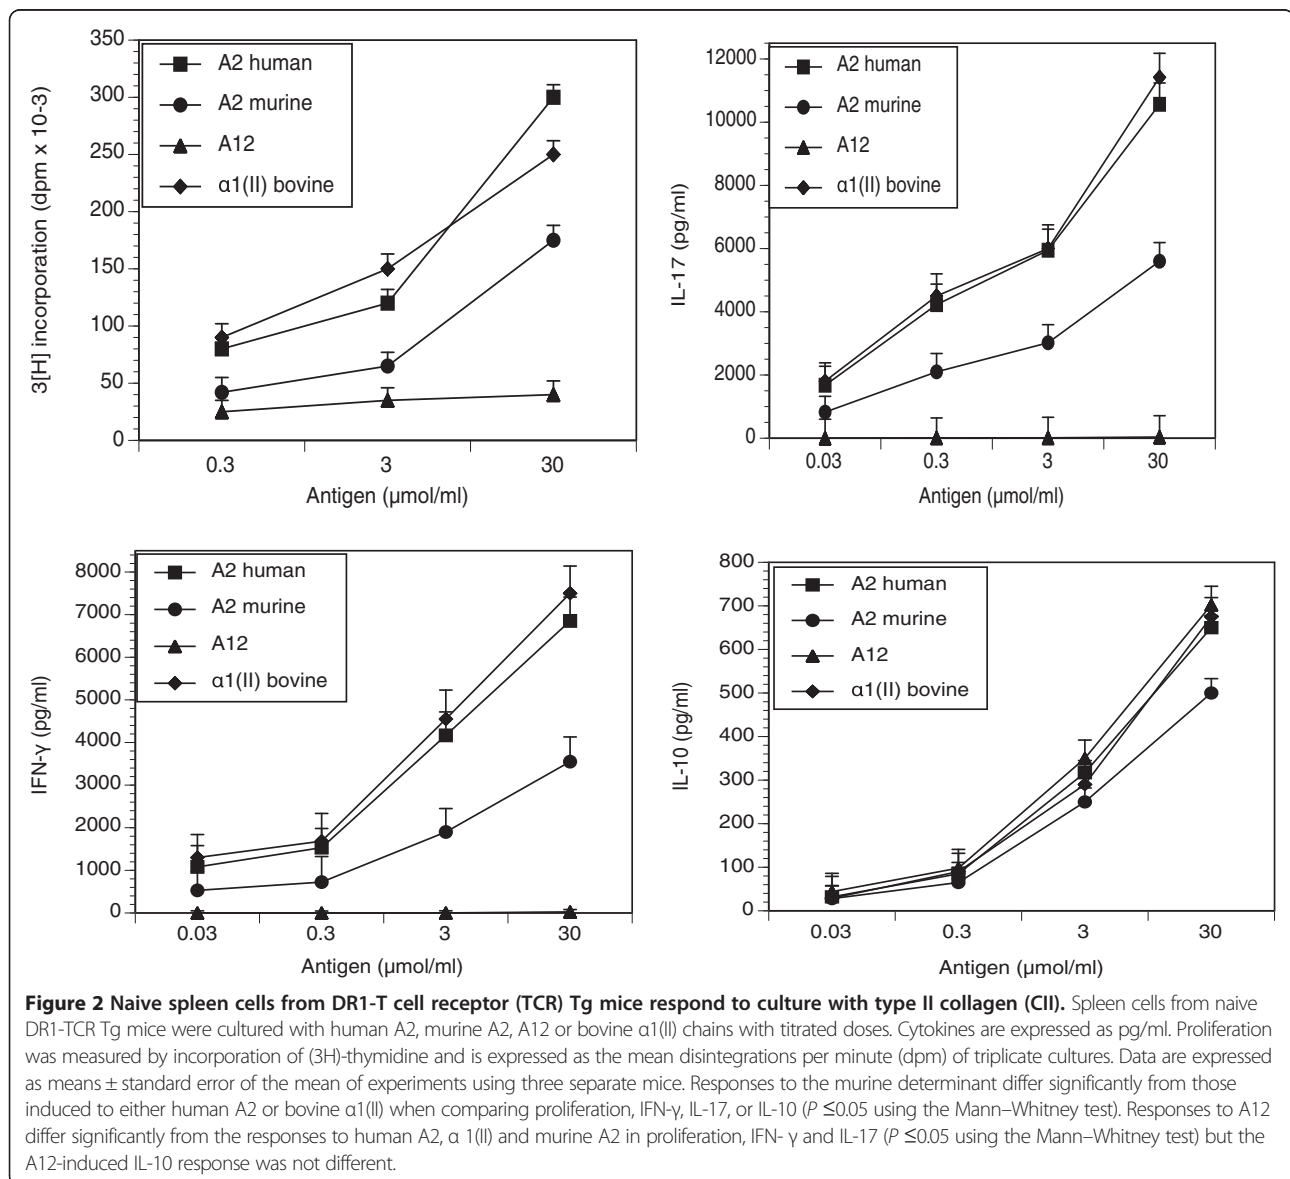 350
300
250
200
150
100
50
0
3[H] incorporation (dpm x 10-3)
A2 human
A2 murine
A12
α1(II) bovine
0.3 3 30
Antigen (µmol/ml)
12000
10000
8000
6000
4000
2000
0
IL-17 (pg/ml)
A2 human
A2 murine
A12
α1(II) bovine
0.03 0.3 3 30
Antigen (µmol/ml)
8000
7000
6000
5000
4000
3000
2000
1000
0
IFN-γ (pg/ml)
A2 human
A2 murine
A12
α1(II) bovine
0.03 0.3 3 30
Antigen (µmol/ml)
800
700
600
500
400
300
200
100
0
IL-10 (pg/ml)
A2 human
A2 murine
A12
α1(II) bovine
0.03 0.3 3 30
Antigen (µmol/ml)
Figure 2 Naive spleen cells from DR1-T cell receptor (TCR) Tg mice respond to culture with type II collagen (CII). Spleen cells from naive
DR1-TCR Tg mice were cultured with human A2, murine A2, A12 or bovine α1(II) chains with titrated doses. Cytokines are expressed as pg/ml. Proliferation
was measured by incorporation of (3H)-thymidine and is expressed as the mean disintegrations per minute (dpm) of triplicate cultures. Data are expressed
as means ± standard error of the mean of experiments using three separate mice. Responses to the murine determinant differ significantly from those
induced to either human A2 or bovine α1(II) when comparing proliferation, IFN-γ, IL-17, or IL-10 (P ≤0.05 using the Mann–Whitney test). Responses to A12
differ significantly from the responses to human A2, α 1(II) and murine A2 in proliferation, IFN- γ and IL-17 (P ≤0.05 using the Mann–Whitney test) but the
A12-induced IL-10 response was not different.